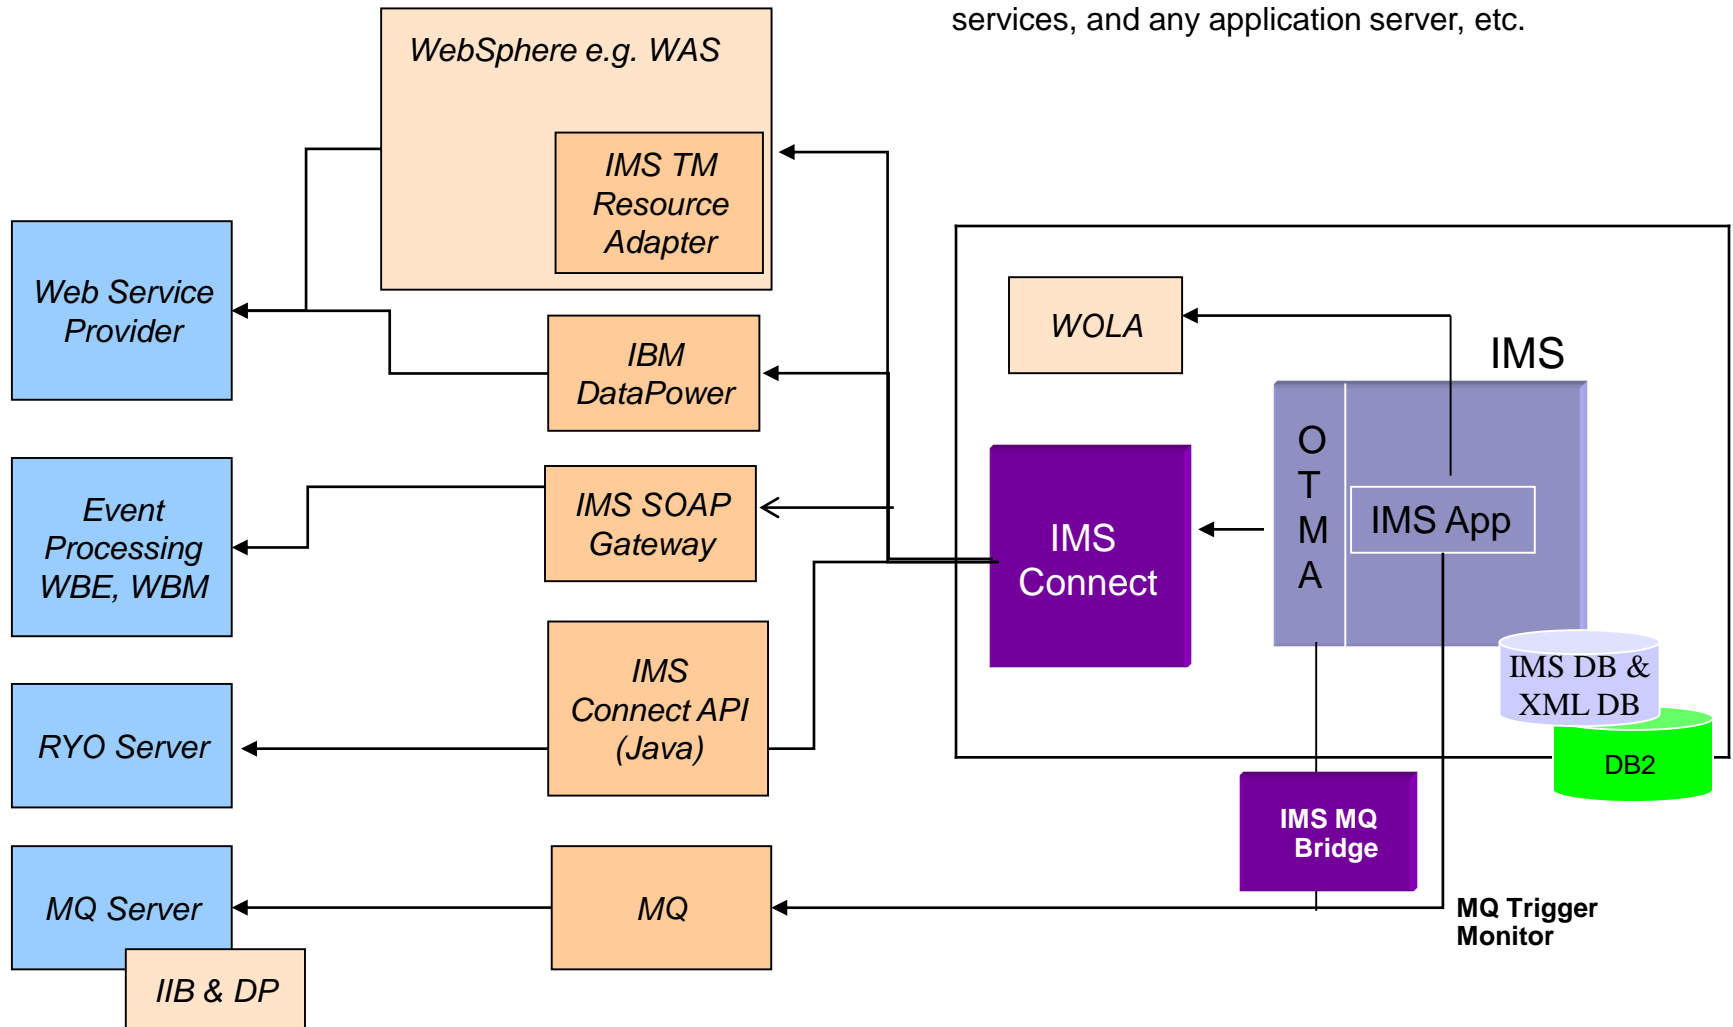 services, and any application server, etc.
WebSphere e.g. WAS
IMS TM
Resource
Adapter
Web Service
Provider
WOLA
IMS
IBM
DataPower
O
T
M
A
IMS App
IMS
Connect
IMS SOAP
Gateway
Event
Processing
WBE, WBM
IMS
Connect API
(Java)
IMS DB &
XML DB
RYO Server
DB2
IMS MQ
Bridge
MQ Server
MQ
MQ Trigger
Monitor
IIB & DP